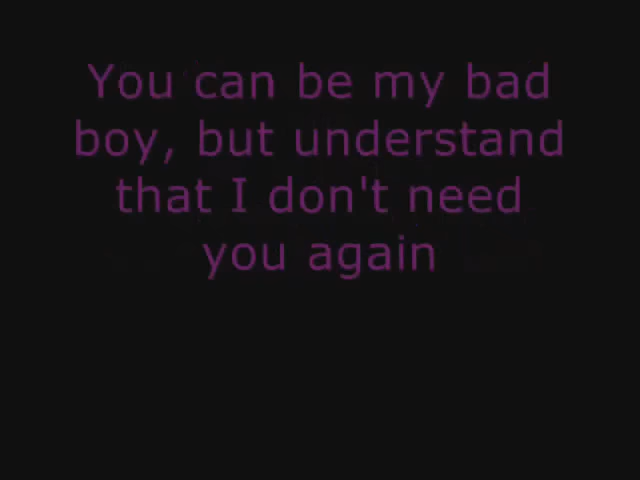 You can be my bad
boy, but understand
that I don't need
you again